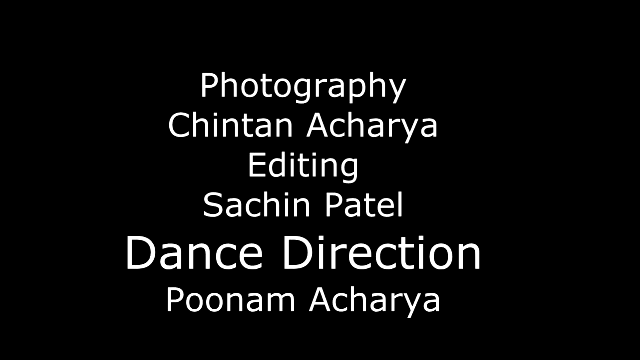 Photography
Chintan Acharya
Editing
Sachin Patel
Dance Direction
Poonam Acharya